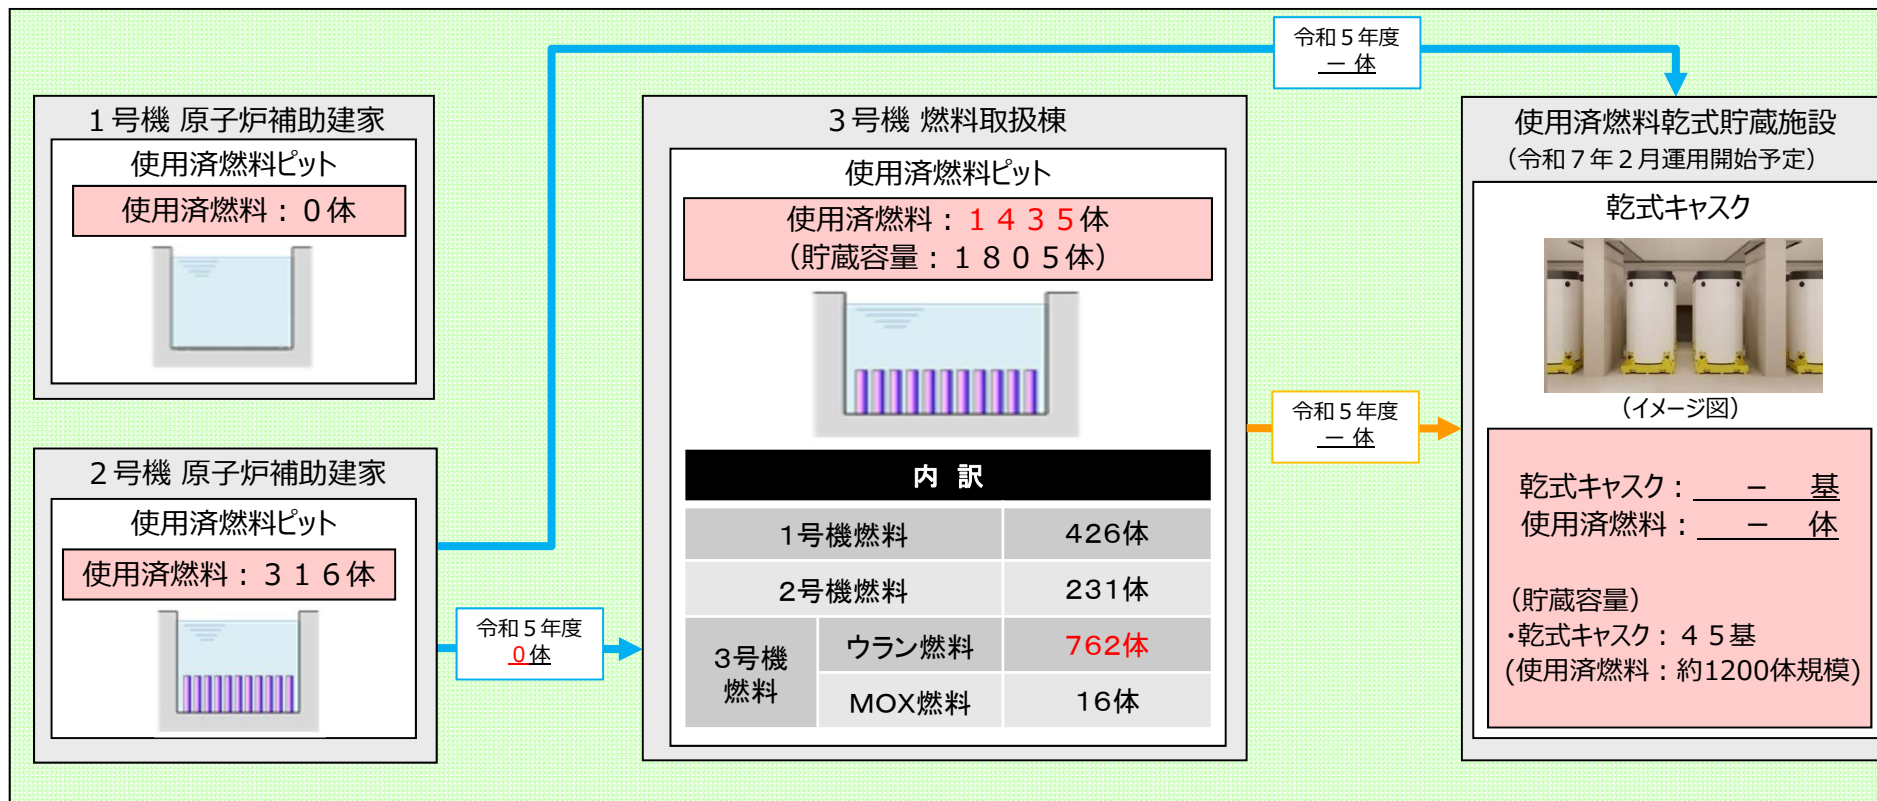 令和５年度
－ 体
１号機 原子炉補助建家
使用済燃料ピット
使用済燃料：０体
２号機 原子炉補助建家
使用済燃料ピット
使用済燃料：３１６体
令和５年度
０体
３号機 燃料取扱棟
使用済燃料ピット
使用済燃料：１４３５体
（貯蔵容量：１８０５体）
内 訳
1号機燃料 426体
2号機燃料 231体
3号機燃料 ウラン燃料 762体
MOX燃料 16体
令和５年度
－ 体
使用済燃料乾式貯蔵施設
（令和７年２月運用開始予定）
乾式キャスク
（イメージ図）
乾式キャスク： － 基
使用済燃料： － 体
（貯蔵容量）
・乾式キャスク：４５基
(使用済燃料：約1200体規模)